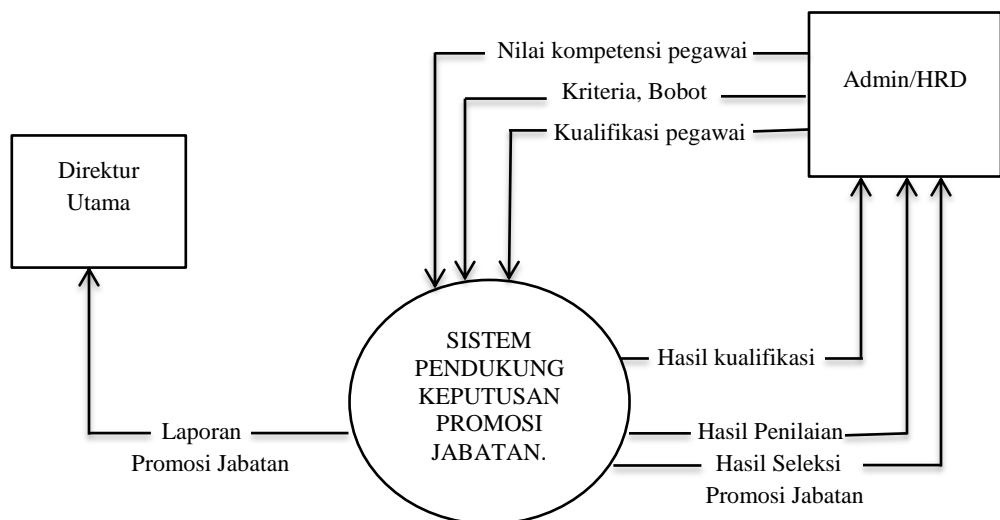 Nilai kompetensi pegawai
Kriteria, Bobot
Kualifikasi pegawai
Admin/HRD
Direktur
Utama
SISTEM
PENDUKUNG
KEPUTUSAN
PROMOSI
JABATAN.
Hasil kualifikasi
Hasil Penilaian
Hasil Seleksi
Promosi Jabatan
Laporan
Promosi Jabatan